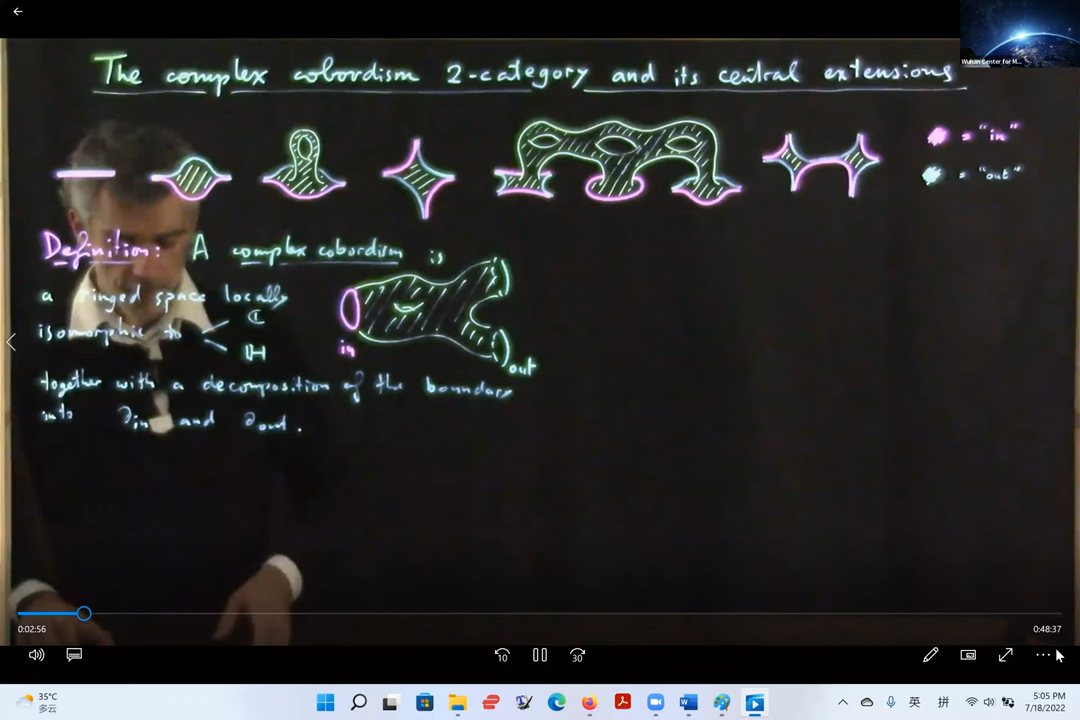 Wuhan Center for M...
The complex cobordism 2-category and its central extensions
= "in"
= "out"
Definition: A complex cobordism is
a ringed space locally
isomorphic to ℂ
ℍ
in
out
together with a decomposition of the boundary
into ∂in and ∂out.
0:02:56
0:48:37
10
30
35°C
多云
英
拼
5:05 PM
7/18/2022